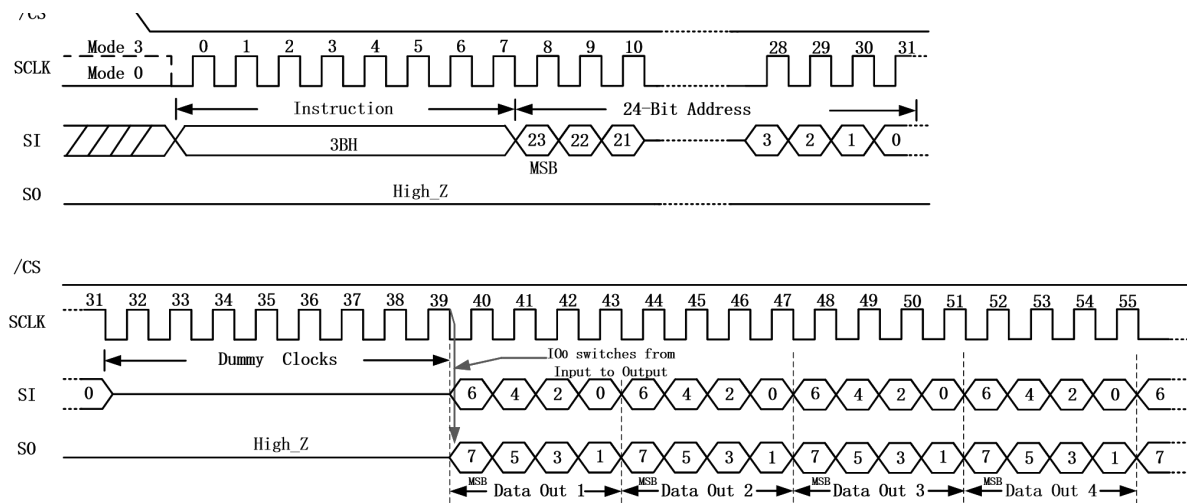 /CS
Mode 3 0 1 2 3 4 5 6 7 8 9 10 28 29 30 31
SCLK
Mode 0
Instruction 24-Bit Address
SI 3BH 23 22 21 3 2 1 0
MSB
SO High_Z
/CS
31 32 33 34 35 36 37 38 39 40 41 42 43 44 45 46 47 48 49 50 51 52 53 54 55
SCLK
Dummy Clocks IOO switches from
Input to Output
SI 0 6 4 2 0 6 4 2 0 6 4 2 0 6 4 2 0 6
SO High_Z 7 5 3 1 7 5 3 1 7 5 3 1 7 5 3 1 7
MSB Data Out 1 MSB Data Out 2 MSB Data Out 3 MSB Data Out 4